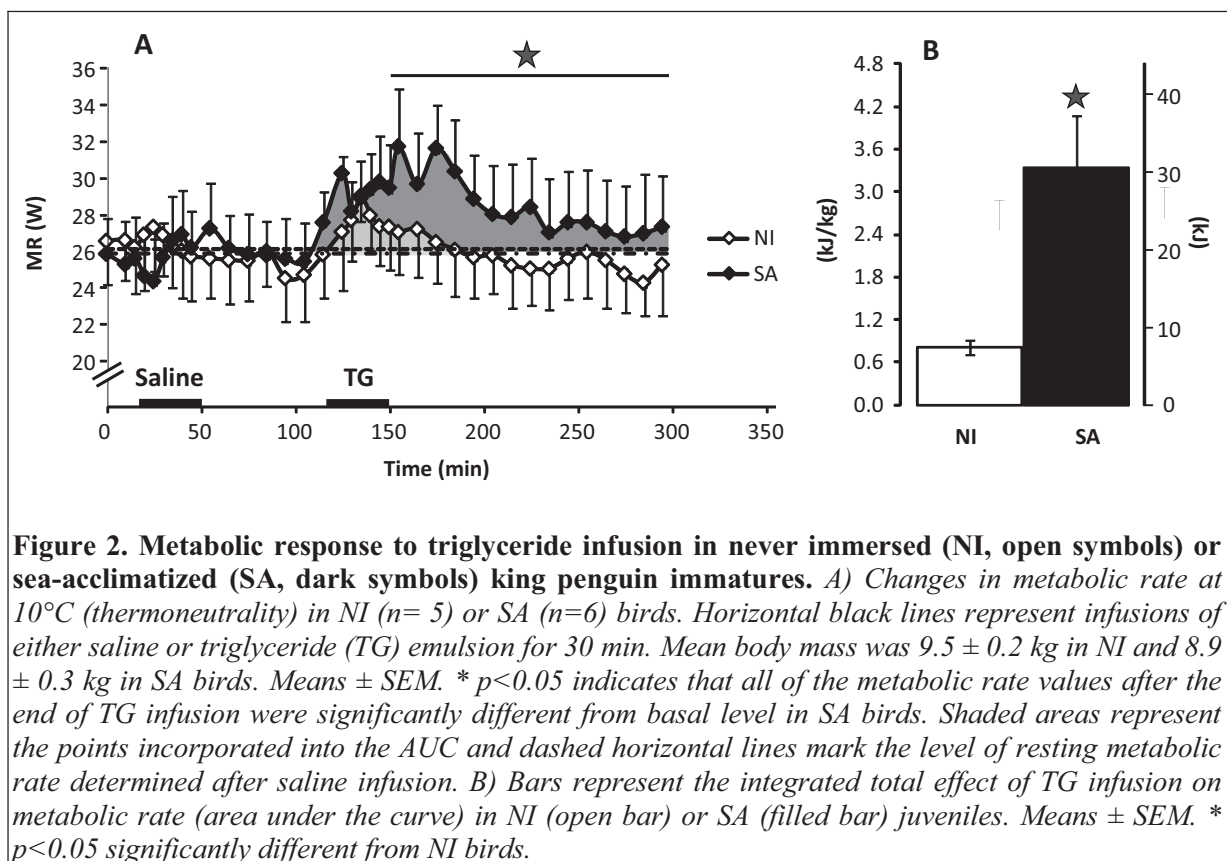 A
B
MR (W)
36
34
32
30
28
26
24
22
20
Saline
TG
NI
SA
0 50 100 150 200 250 300 350
Time (min)
(kJ/kg)
4.8
4.2
3.6
3.0
2.4
1.8
1.2
0.6
0.0
40
30
20
10
0
(kJ)
NI SA
Figure 2. Metabolic response to triglyceride infusion in never immersed (NI, open symbols) or
sea-acclimatized (SA, dark symbols) king penguin immatures. A) Changes in metabolic rate at
10°C (thermoneutrality) in NI (n= 5) or SA (n=6) birds. Horizontal black lines represent infusions of
either saline or triglyceride (TG) emulsion for 30 min. Mean body mass was 9.5 ± 0.2 kg in NI and 8.9
± 0.3 kg in SA birds. Means ± SEM. * p<0.05 indicates that all of the metabolic rate values after the
end of TG infusion were significantly different from basal level in SA birds. Shaded areas represent
the points incorporated into the AUC and dashed horizontal lines mark the level of resting metabolic
rate determined after saline infusion. B) Bars represent the integrated total effect of TG infusion on
metabolic rate (area under the curve) in NI (open bar) or SA (filled bar) juveniles. Means ± SEM. *
p<0.05 significantly different from NI birds.